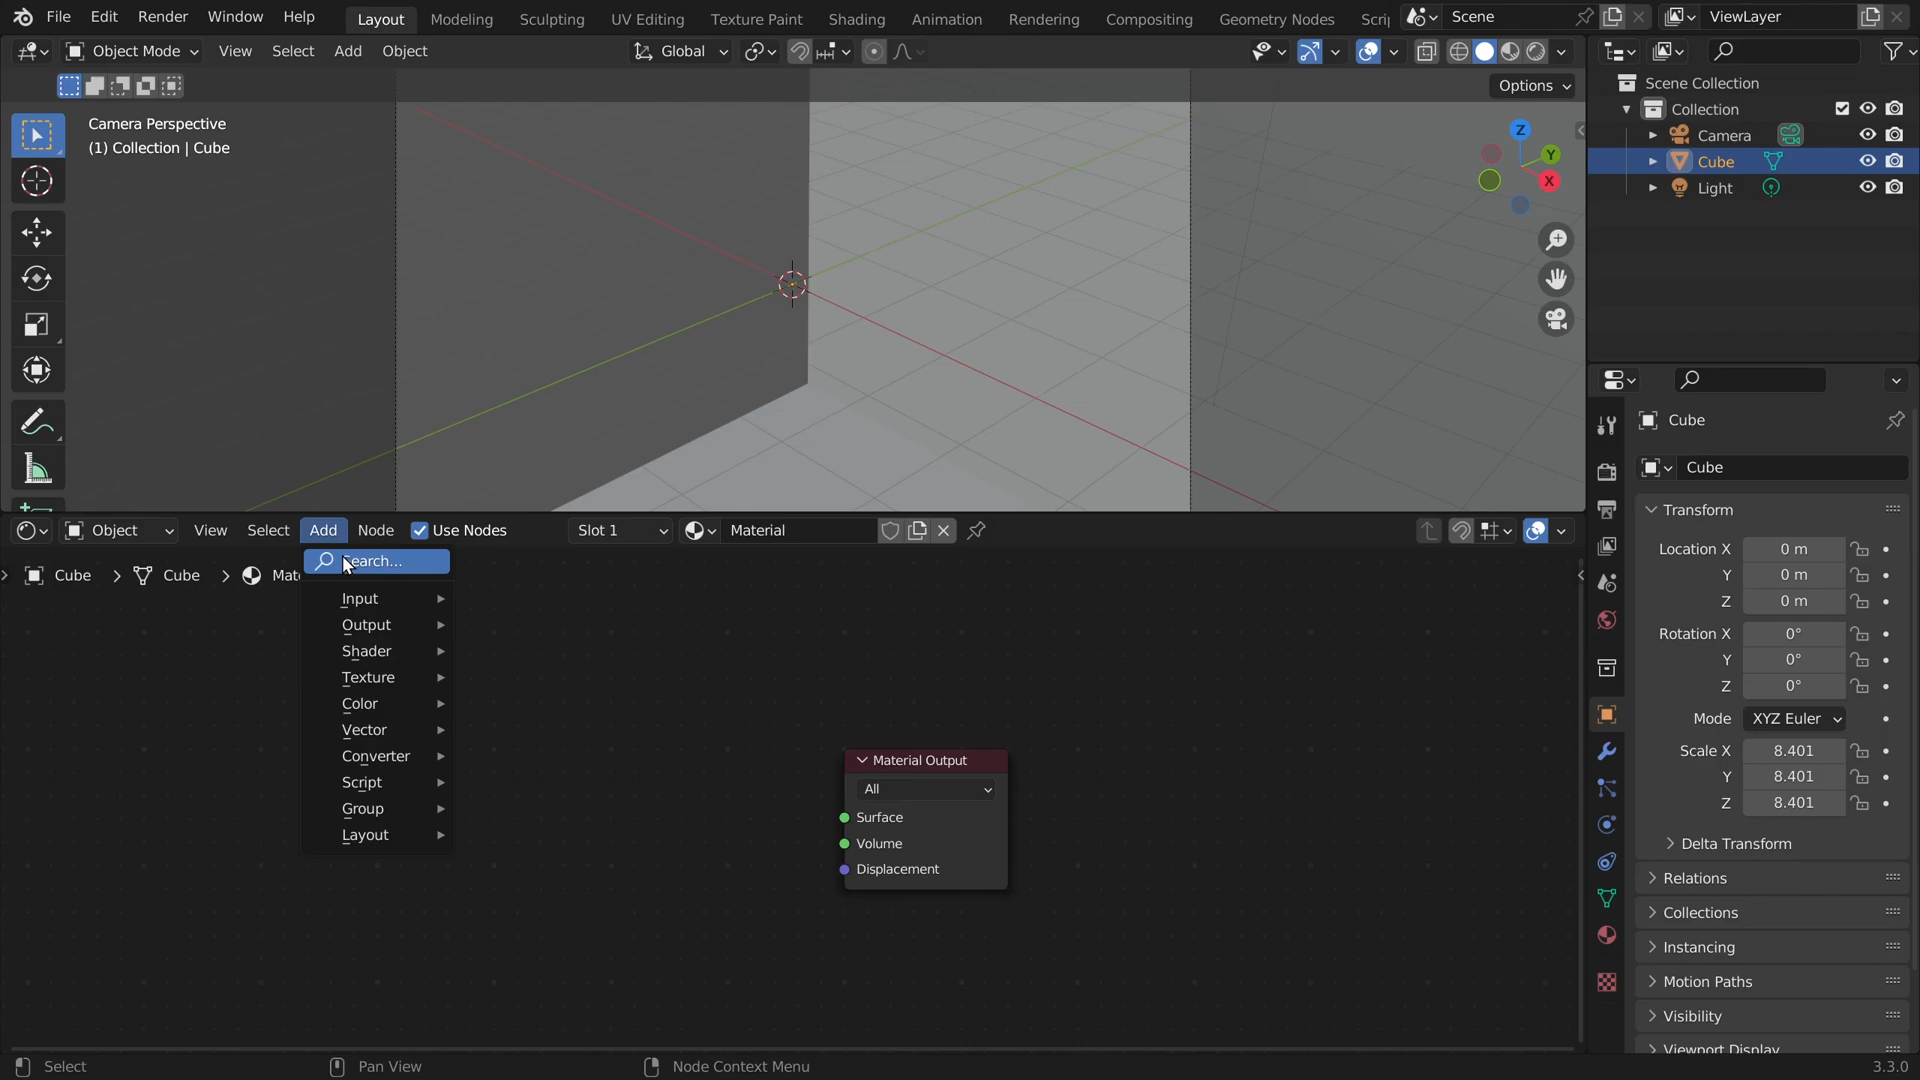 File Edit Render Window Help Layout Modeling Sculpting UV Editing Texture Paint Shading Animation Rendering Compositing Geometry Nodes Scrip Scene ViewLayer
Object Mode View Select Add Object Global
Options
Camera Perspective
(1) Collection | Cube
Z
Y
X
Scene Collection
Collection
Camera
Cube
Light
Cube
Cube
Transform
Location X 0 m
Y 0 m
Z 0 m
Rotation X 0°
Y 0°
Z 0°
Mode XYZ Euler
Scale X 8.401
Y 8.401
Z 8.401
Delta Transform
Relations
Collections
Instancing
Motion Paths
Visibility
Viewport Display
Object View Select Add Node Use Nodes Slot 1 Material
Cube Cube Mat
Search...
Input
Output
Shader
Texture
Color
Vector
Converter
Script
Group
Layout
Material Output
All
Surface
Volume
Displacement
Select Pan View Node Context Menu 3.3.0